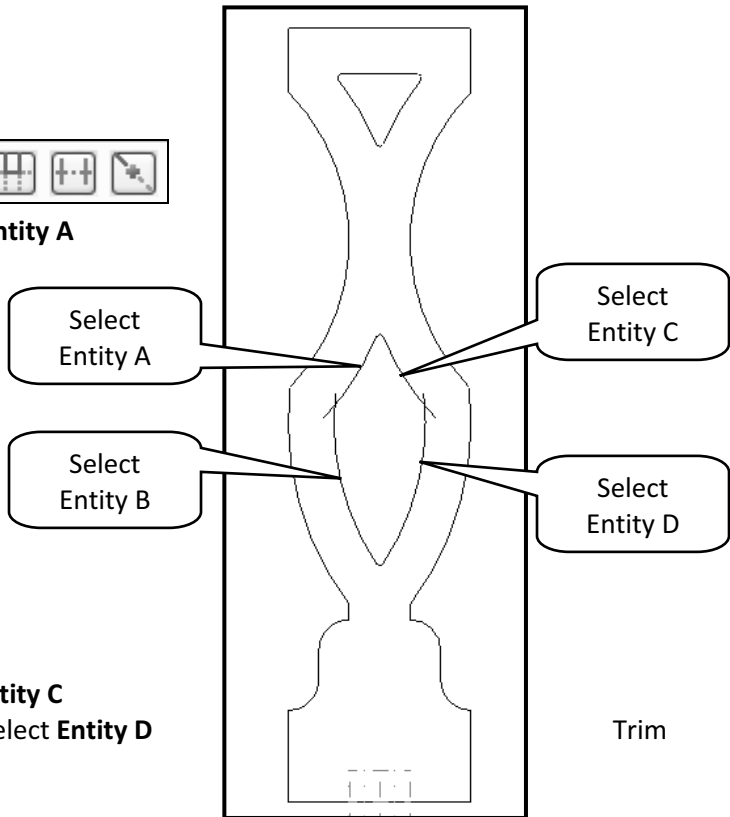 ntity A
Select
Entity A
Select
Entity C
Select
Entity B
Select
Entity D
tity C
elect Entity D
Trim